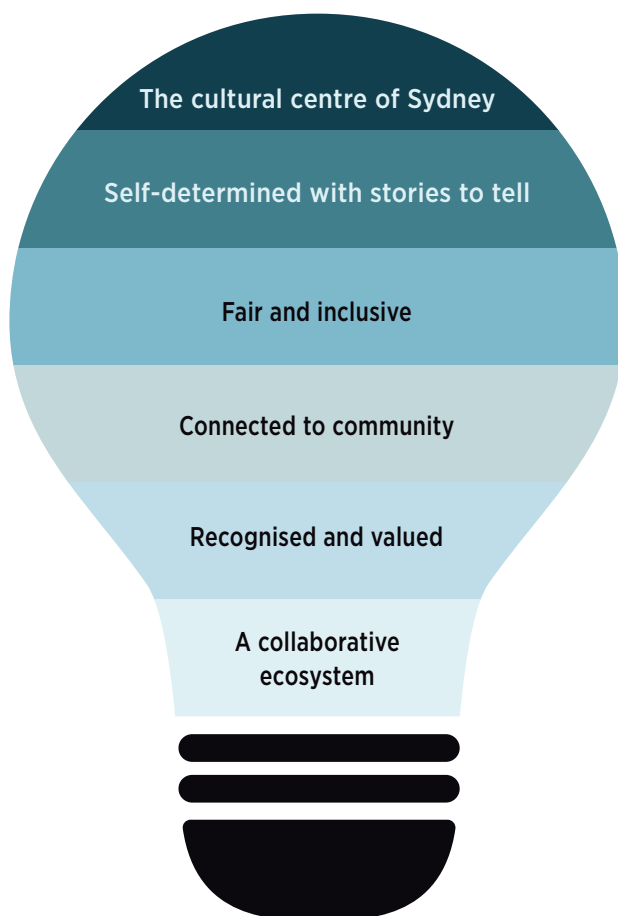 The cultural centre of Sydney
Self-determined with stories to tell
Fair and inclusive
Connected to community
Recognised and valued
A collaborative
ecosystem